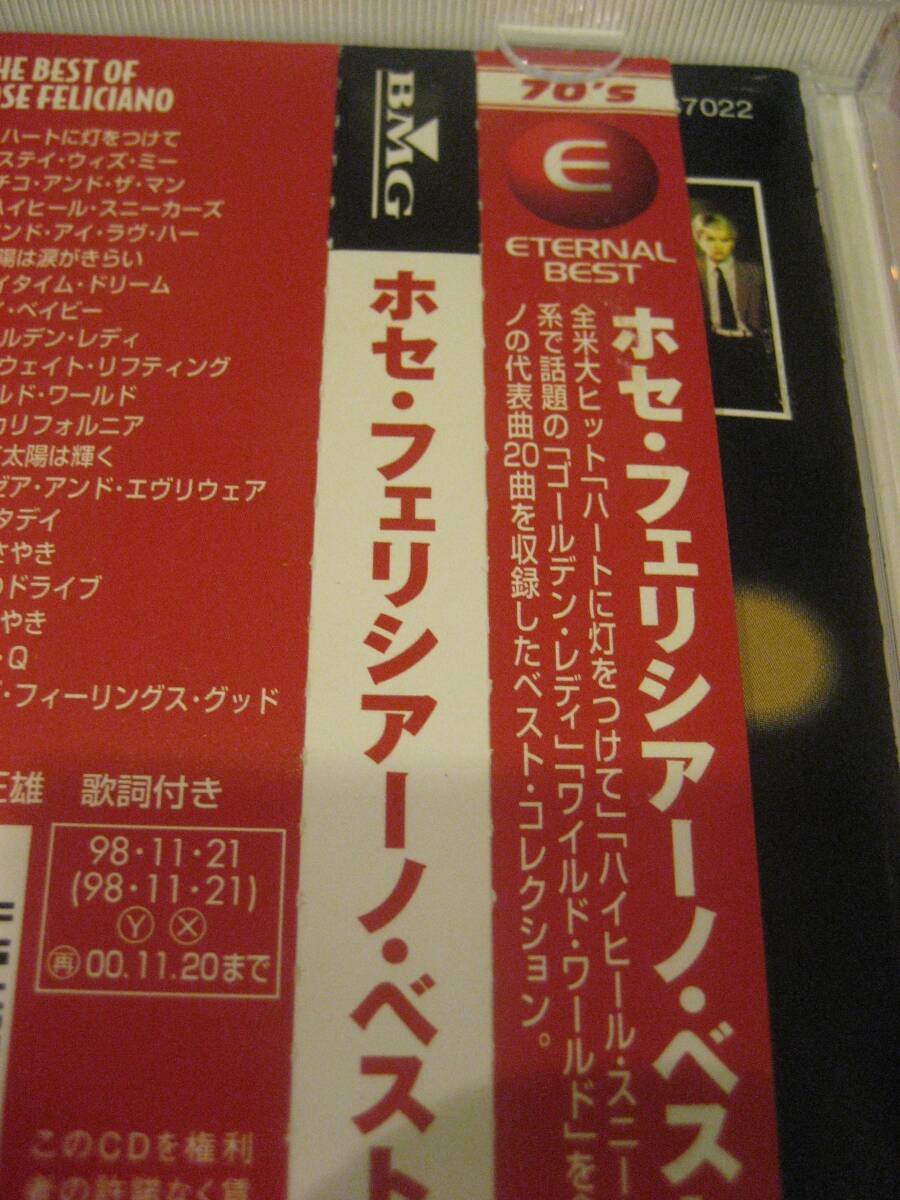 HE BEST OF
OSE FELICIANO
ハートに灯をつけて
ステイ・ウィズ・ミー
チコ・アンド・ザ・マン
ハイヒール・スニーカーズ
アンド・アイ・ラヴ・ハー
陽は涙がきらい
イタイム・ドリーム
・ベイビー
ルデン・レディ
ウェイト・リフティング
ルド・ワールド
カリフォルニア
太陽は輝く
ゼア・アンド・エヴリウェア
タデイ
さやき
のドライブ
やき
・Q
・フィーリングス・グッド
正雄 歌詞付き
98・11・21
(98・11・21)
Y X
再 00.11.20まで
このCDを権利
者の許諾なく賃
BMG
ホセ・フェリシアーノ・ベスト
70's
E
ETERNAL
BEST
ホセ・フェリシアーノ・ベス
全米大ヒット「ハートに灯をつけて」「ハイヒール・スニー
系で話題の「ゴールデン・レディ」「ワイルド・ワールド」を
ノの代表曲20曲を収録したベスト・コレクション。
37022